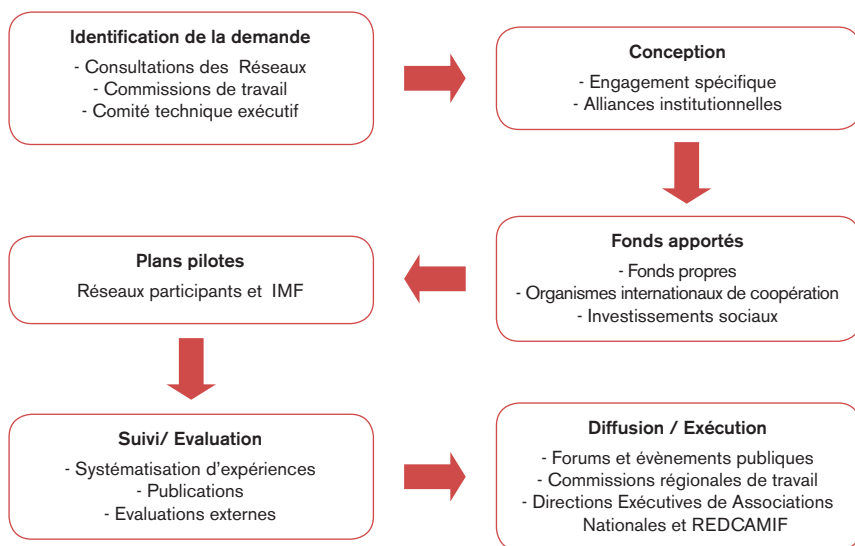 Identification de la demande
- Consultations des Réseaux
- Commissions de travail
- Comité technique exécutif
Conception
- Engagement spécifique
- Alliances institutionnelles
Fonds apportés
- Fonds propres
- Organismes internationaux de coopération
- Investissements sociaux
Plans pilotes
Réseaux participants et IMF
Suivi/ Evaluation
- Systématisation d'expériences
- Publications
- Evaluations externes
Diffusion / Exécution
- Forums et évènements publiques
- Commissions régionales de travail
- Directions Exécutives de Associations
Nationales et REDCAMIF